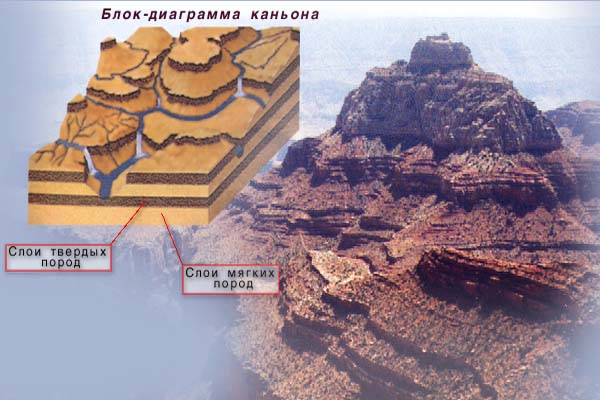 Блок-диаграмма каньона
Слои твердых
пород
Слои мягких
пород